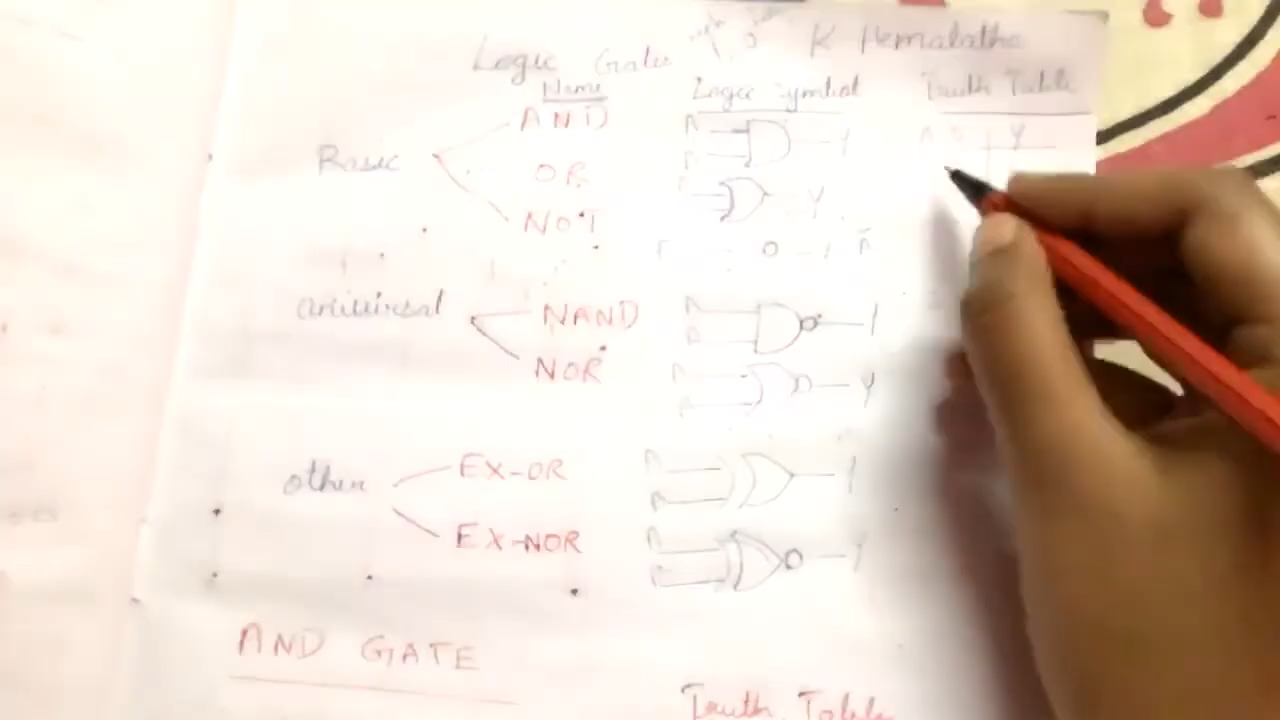 Logic Gates K Hemalatha
Name Logic Symbol Truth Table
AND A B Y A B Y
Basic
OR Y
NOT
A Y Ā
universal NAND A B Y
NOR A A Y
other EX-OR A B Y
EX-NOR A B Y
AND GATE
Truth Table